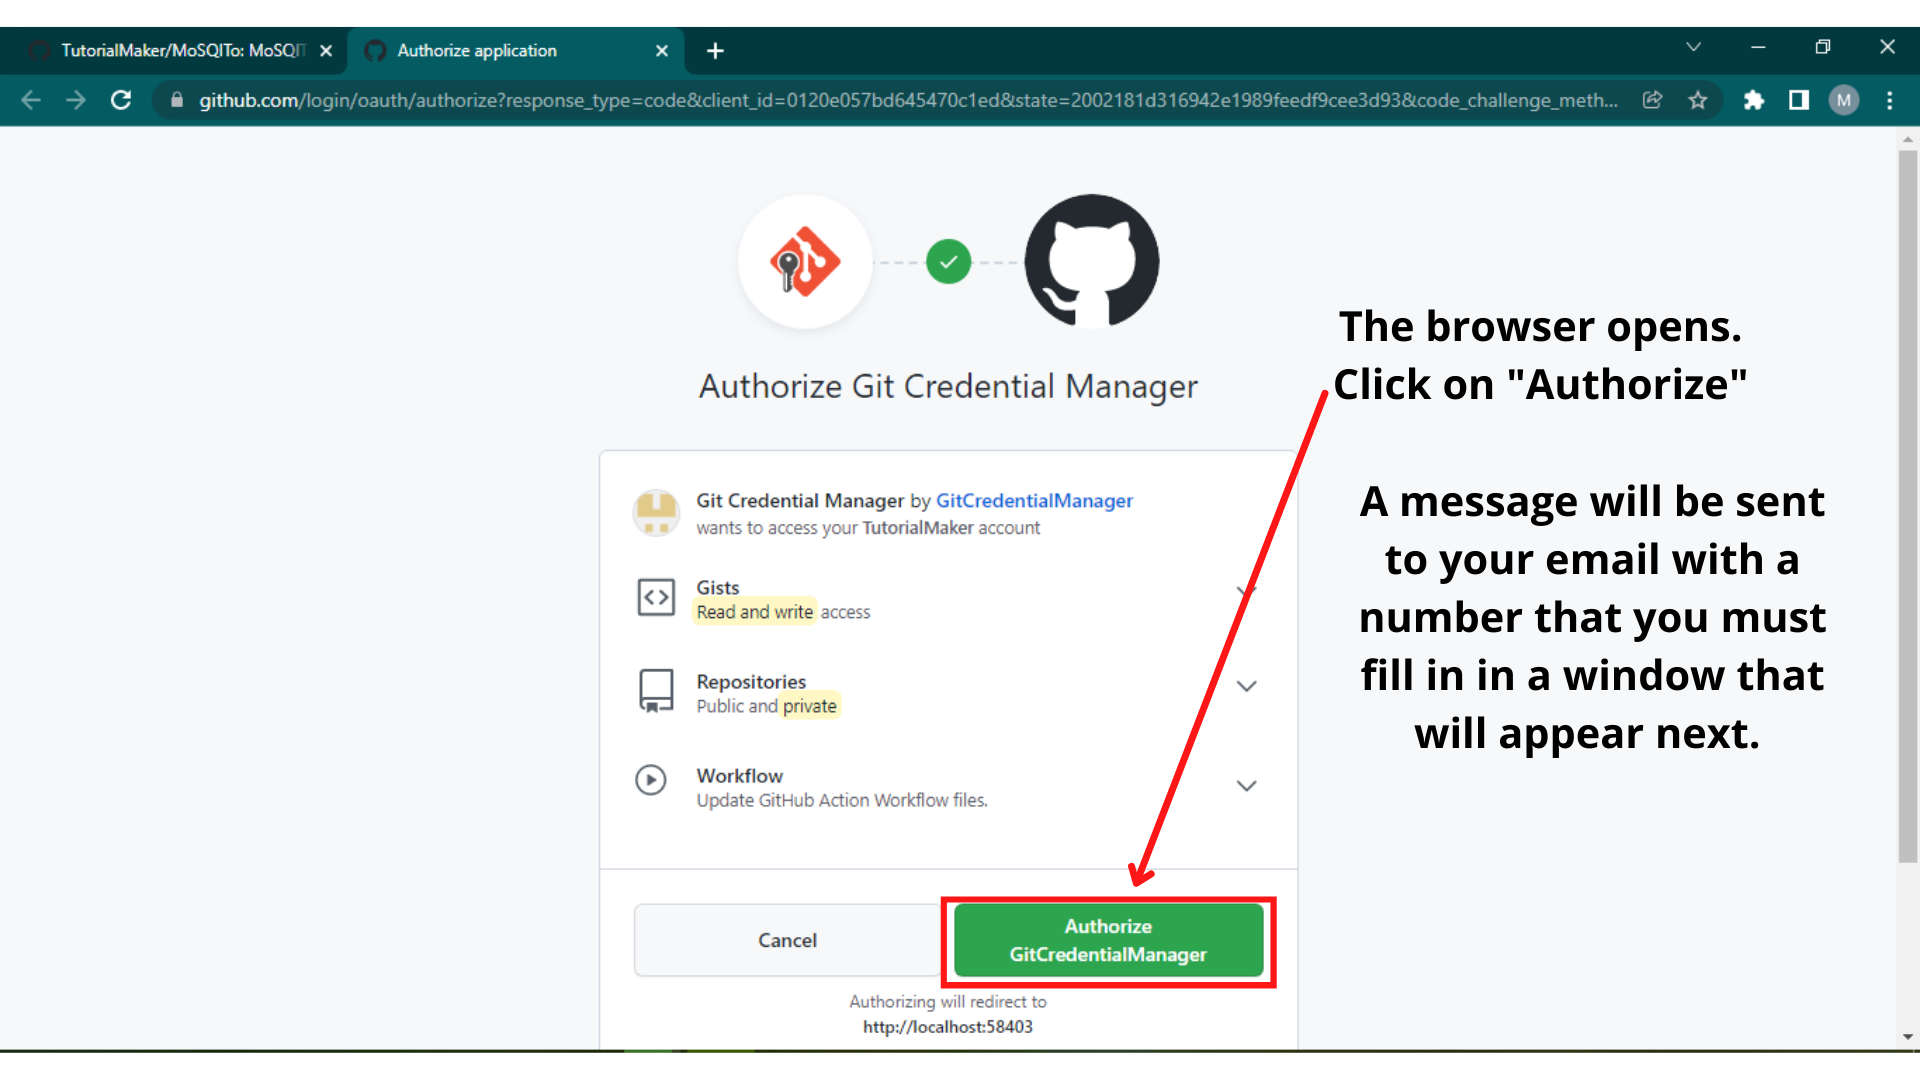 TutorialMaker/MoSQITo: MoSQIT
Authorize application
github.com/login/oauth/authorize?response_type=code&client_id=0120e057bd645470c1ed&state=2002181d316942e1989feedf9cee3d93&code_challenge_meth...
M
Authorize Git Credential Manager
The browser opens.
Click on "Authorize"
A message will be sent
to your email with a
number that you must
fill in in a window that
will appear next.
Git Credential Manager by GitCredentialManager
wants to access your TutorialMaker account
Gists
Read and write access
Repositories
Public and private
Workflow
Update GitHub Action Workflow files.
Cancel
Authorize
GitCredentialManager
Authorizing will redirect to
http://localhost:58403